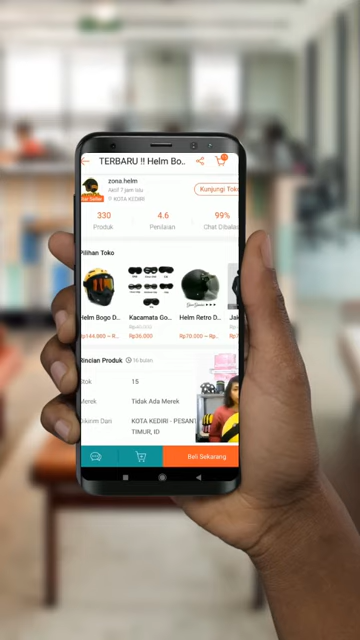 TERBARU !! Helm Bo..
zona.helm
Aktif 7 jam lalu
KOTA KEDIRI
Star Seller
Kunjungi Toko
330
4.6
99%
Produk
Penilaian
Chat Dibalas
Pilihan Toko
Helm Bogo D...
Kacamata Go...
Helm Retro D...
Jak
Rp144.000 – R...
Rp36.000
Rp70.000 – R...
Rincian Produk
36 bulan
Stok
15
Merek
Tidak Ada Merek
Dikirim Dari
KOTA KEDIRI - PESANT
TIMUR, ID
Beli Sekarang